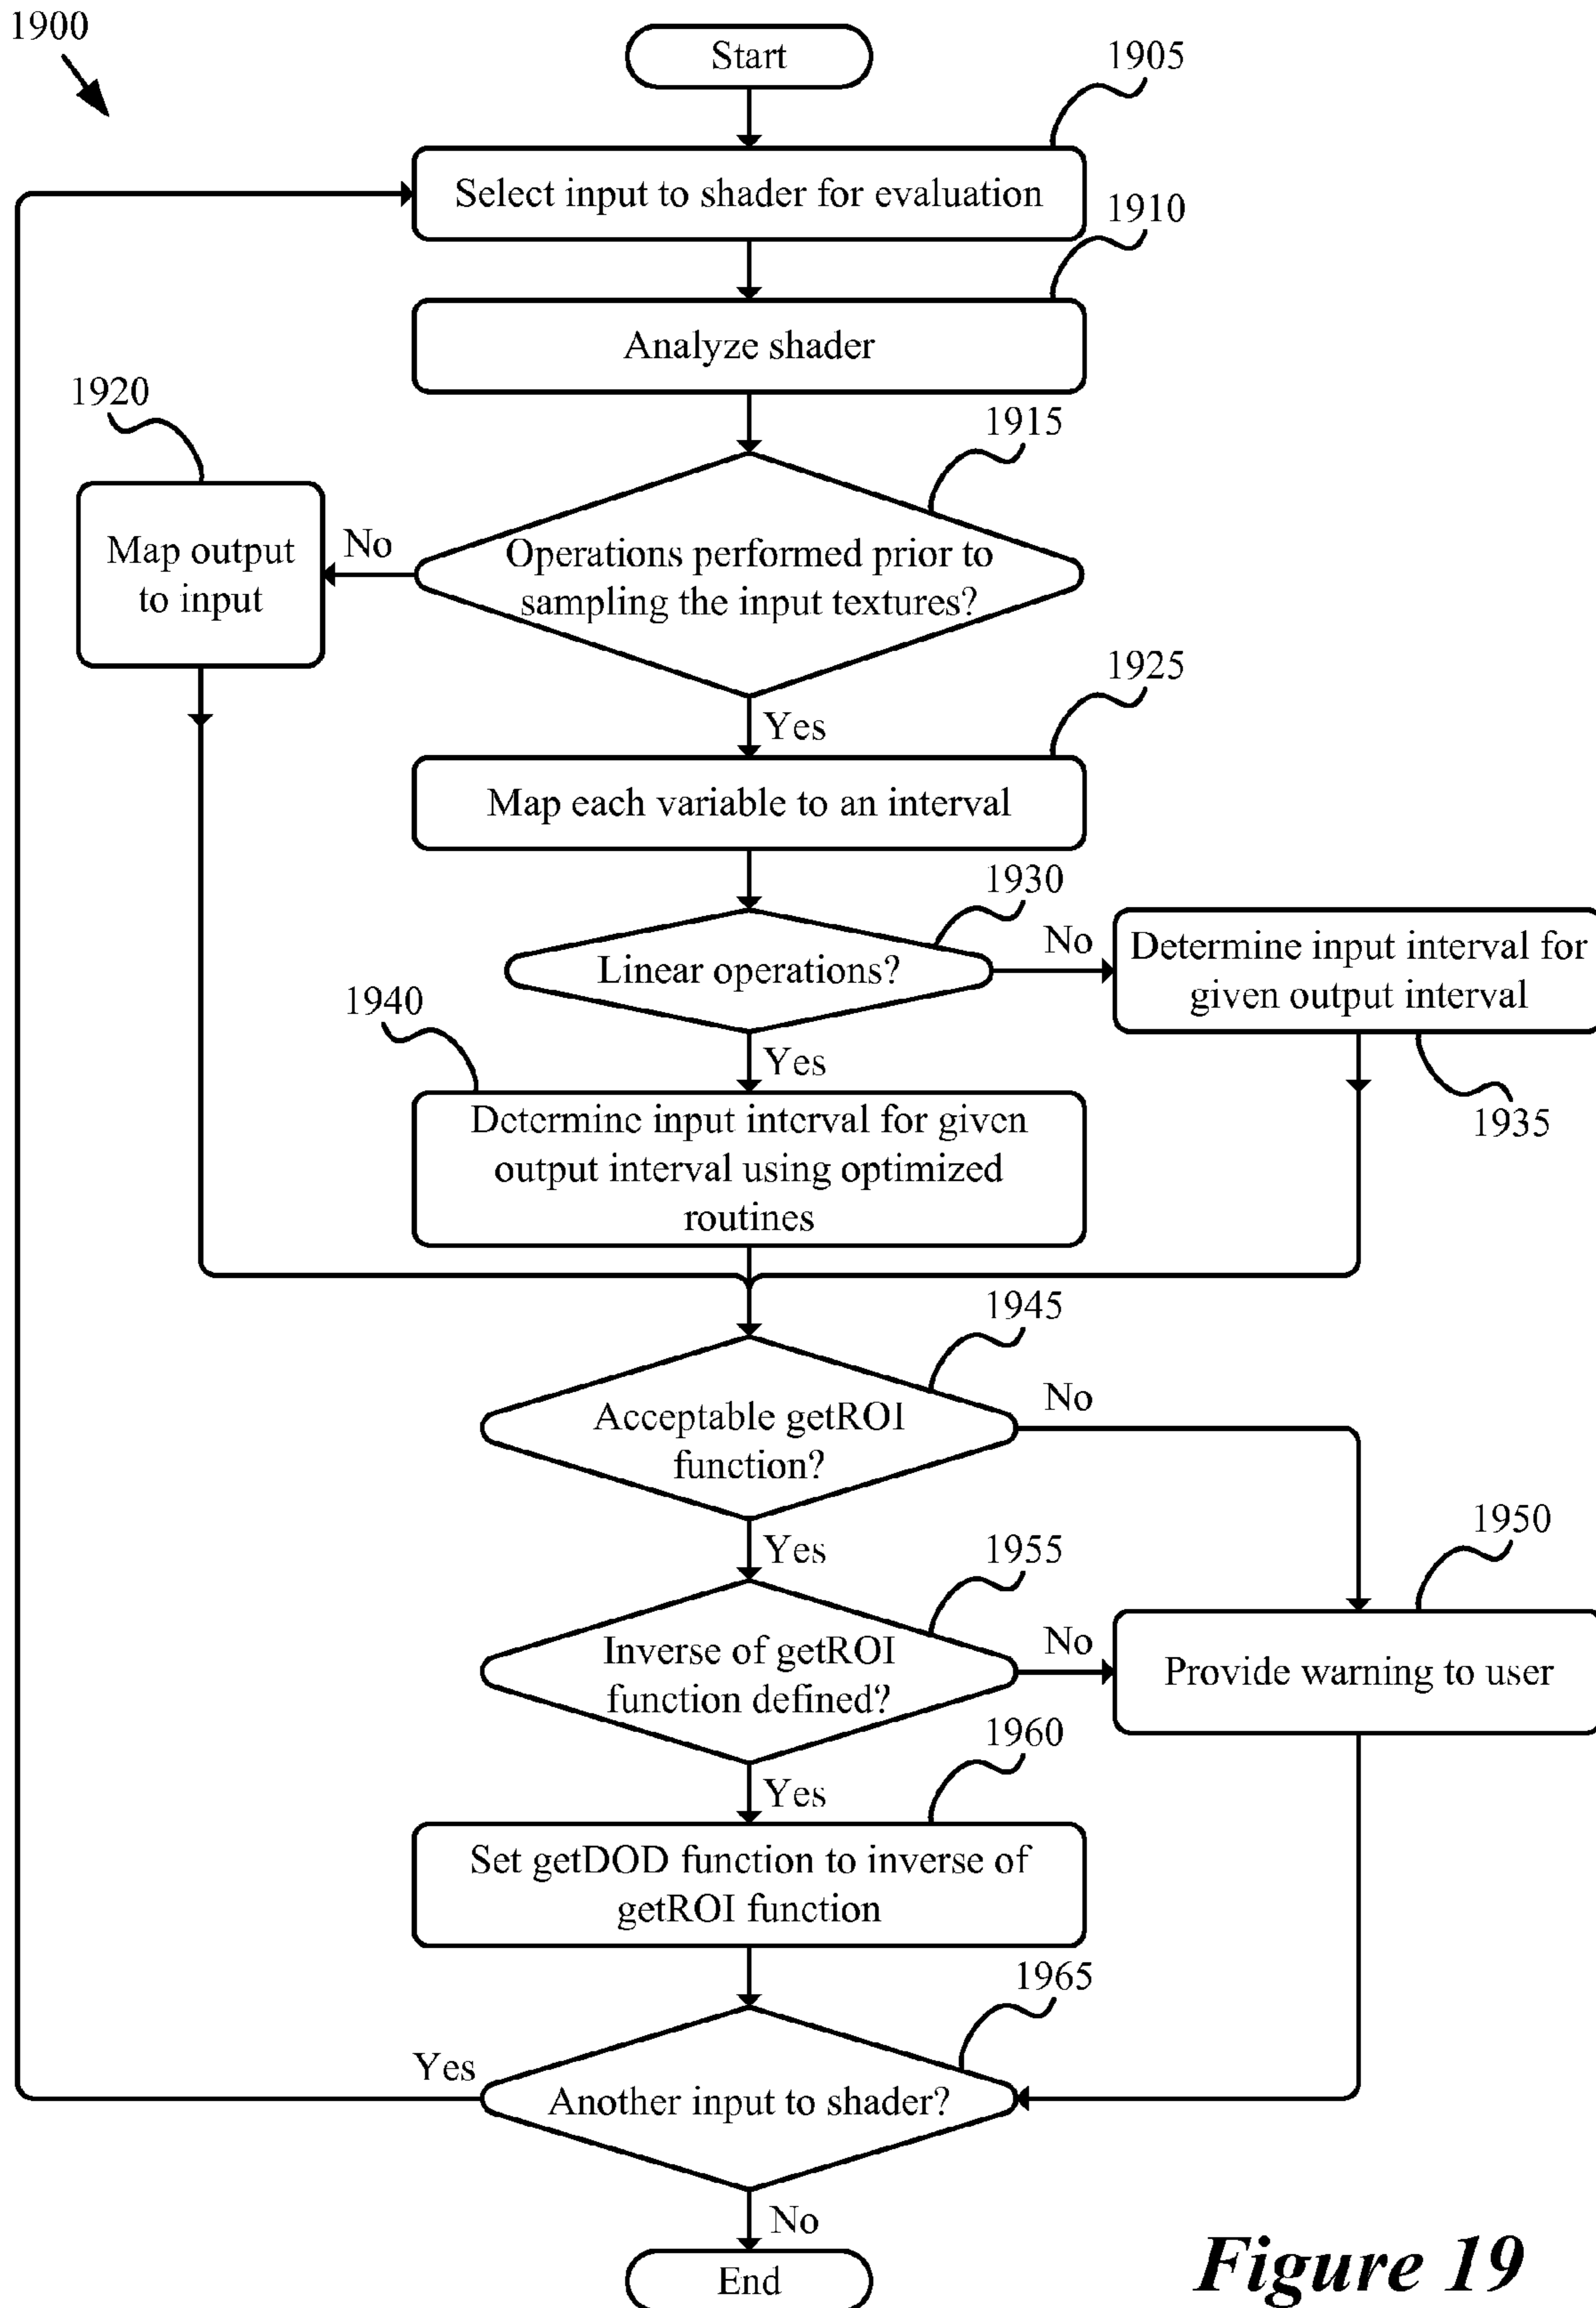 1900
Start
1905
Select input to shader for evaluation
1910
Analyze shader
1920
1915
Map output
to input
No
Operations performed prior to
sampling the input textures?
1925
Yes
Map each variable to an interval
1930
Linear operations?
No
Determine input interval for
given output interval
1940
1935
Yes
Determine input interval for given
output interval using optimized
routines
1945
Acceptable getROI
function?
No
1950
Yes
1955
Inverse of getROI
function defined?
No
Provide warning to user
1960
Yes
Set getDOD function to inverse of
getROI function
1965
Yes
Another input to shader?
No
End
Figure 19